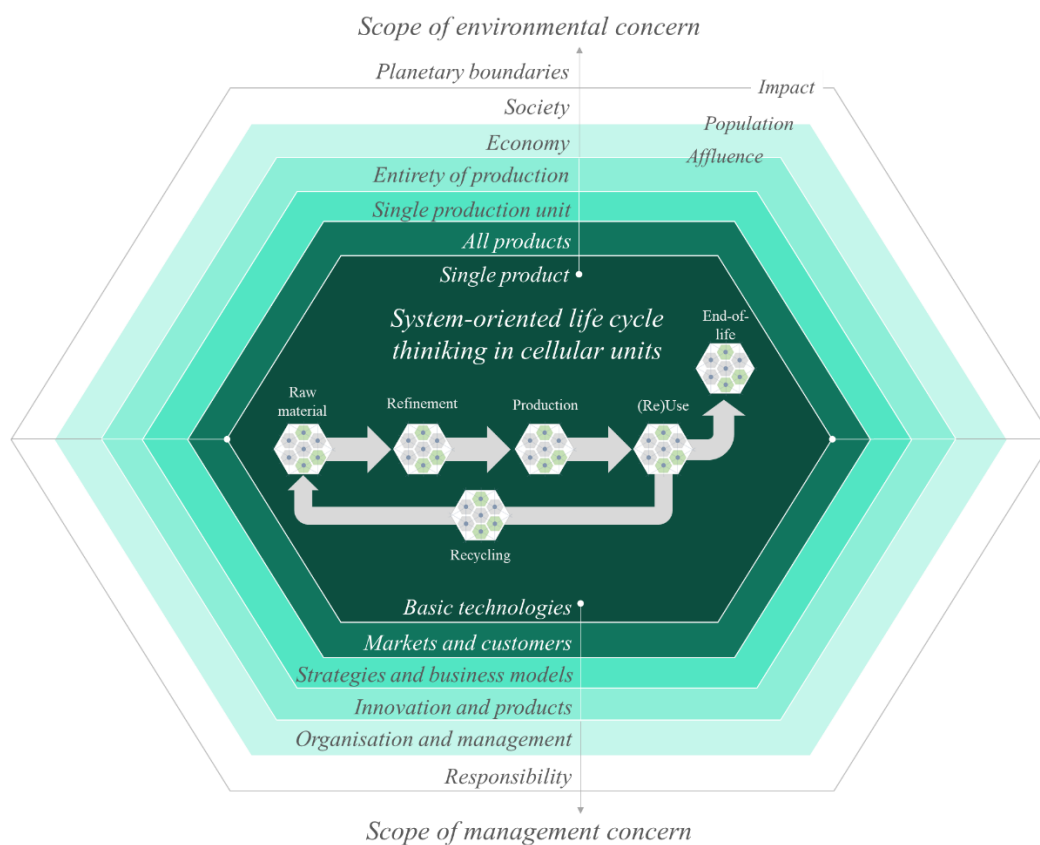 Scope of environmental concern
Planetary boundaries
Impact
Society
Population
Economy
Affluence
Entirety of production
Single production unit
All products
Single product
System-oriented life cycle
thiniking in cellular units
End-of-
life
Raw
material
Refinement
Production
(Re)Use
Recycling
Basic technologies
Markets and customers
Strategies and business models
Innovation and products
Organisation and management
Responsibility
Scope of management concern